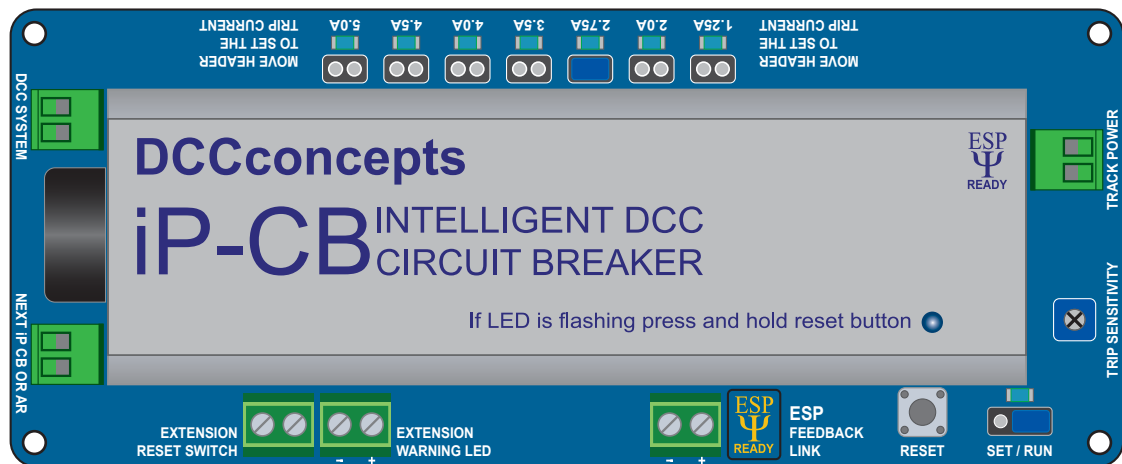 MOVE HEADER
TO SET THE
TRIP CURRENT
5.0A
4.5A
4.0A
3.5A
2.75A
2.0A
1.25A
MOVE HEADER
TO SET THE
TRIP CURRENT
DCC SYSTEM
NEXT iP CB OR AR
DCCconcepts
iP-CB
INTELLIGENT DCC
CIRCUIT BREAKER
If LED is flashing press and hold reset button
ESP
Ψ
READY
TRACK POWER
TRIP SENSITIVITY
EXTENSION
RESET SWITCH
- +
EXTENSION
WARNING LED
- +
ESP
Ψ
READY
ESP
FEEDBACK
LINK
RESET
SET / RUN